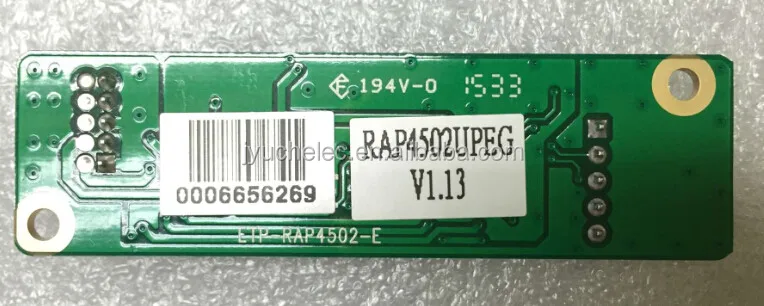 E 194V-0 1533
0006656269
RAP4502UPEG
V1.13
ETP-RAP4502-E